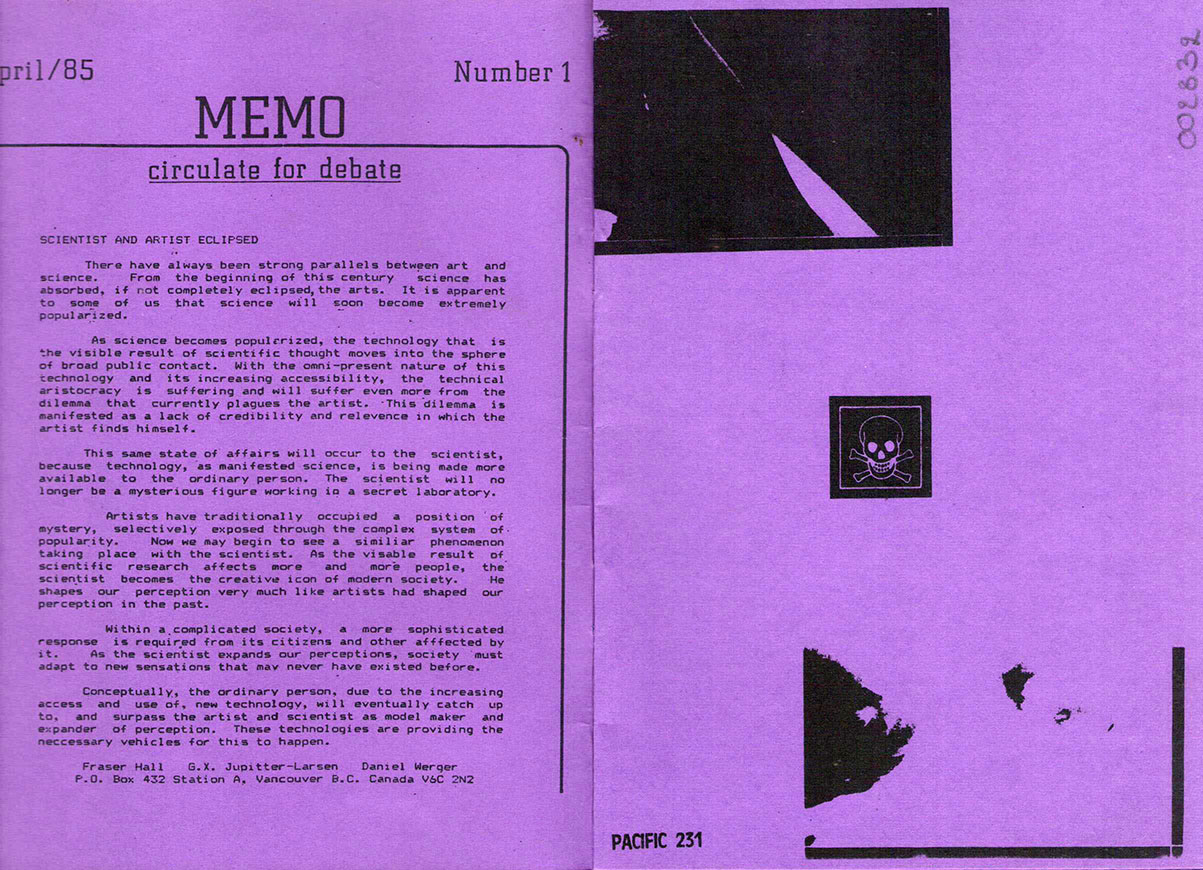 pril/85
Number 1
MEMO
circulate for debate
SCIENTIST AND ARTIST ECLIPSED
There have always been strong parallels between art and
science. From the beginning of this century science has
absorbed, if not completely eclipsed, the arts. It is apparent
to some of us that science will soon become extremely
popularized.
As science becomes populrrized, the technology that is
the visible result of scientific thought moves into the sphere
of broad public contact. With the omni-present nature of this
technology and its increasing accessibility, the technical
aristocracy is suffering and will suffer even more from the
dilemma that currently plagues the artist. This dilemma is
manifested as a lack of credibility and relevence in which the
artist finds himself.
This same state of affairs will occur to the scientist,
because technology, as manifested science, is being made more
available to the ordinary person. The scientist will no
longer be a mysterious figure working in a secret laboratory.
Artists have traditionally occupied a position of
mystery, selectively exposed through the complex system of
popularity. Now we may begin to see a similiar phenomenon
taking place with the scientist. As the visable result of
scientific research affects more and more people, the
scientist becomes the creative icon of modern society. He
shapes our perception very much like artists had shaped our
perception in the past.
Within a complicated society, a more sophisticated
response is required from its citizens and other afffected by
it. As the scientist expands our perceptions, society must
adapt to new sensations that may never have existed before.
Conceptually, the ordinary person, due to the increasing
access and use of, new technology, will eventually catch up
to, and surpass the artist and scientist as model maker and
expander of perception. These technologies are providing the
neccessary vehicles for this to happen.
Fraser Hall G.X. Jupitter-Larsen Daniel Werger
P.O. Box 432 Station A, Vancouver B.C. Canada V6C 2N2
002832
PACIFIC 231